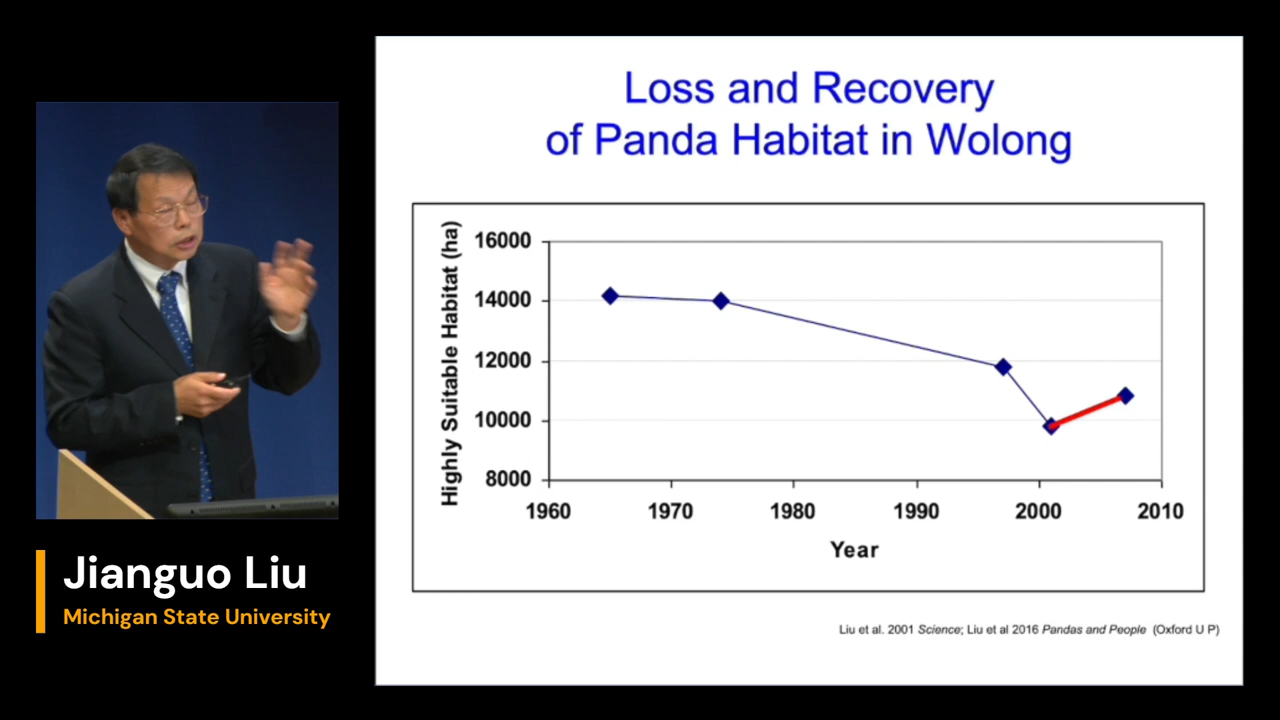 Loss and Recovery
of Panda Habitat in Wolong
Highly Suitable Habitat (ha)
16000
14000
12000
10000
8000
1960 1970 1980 1990 2000 2010
Year
Liu et al. 2001 Science; Liu et al 2016 Pandas and People (Oxford U P)
Jianguo Liu
Michigan State University